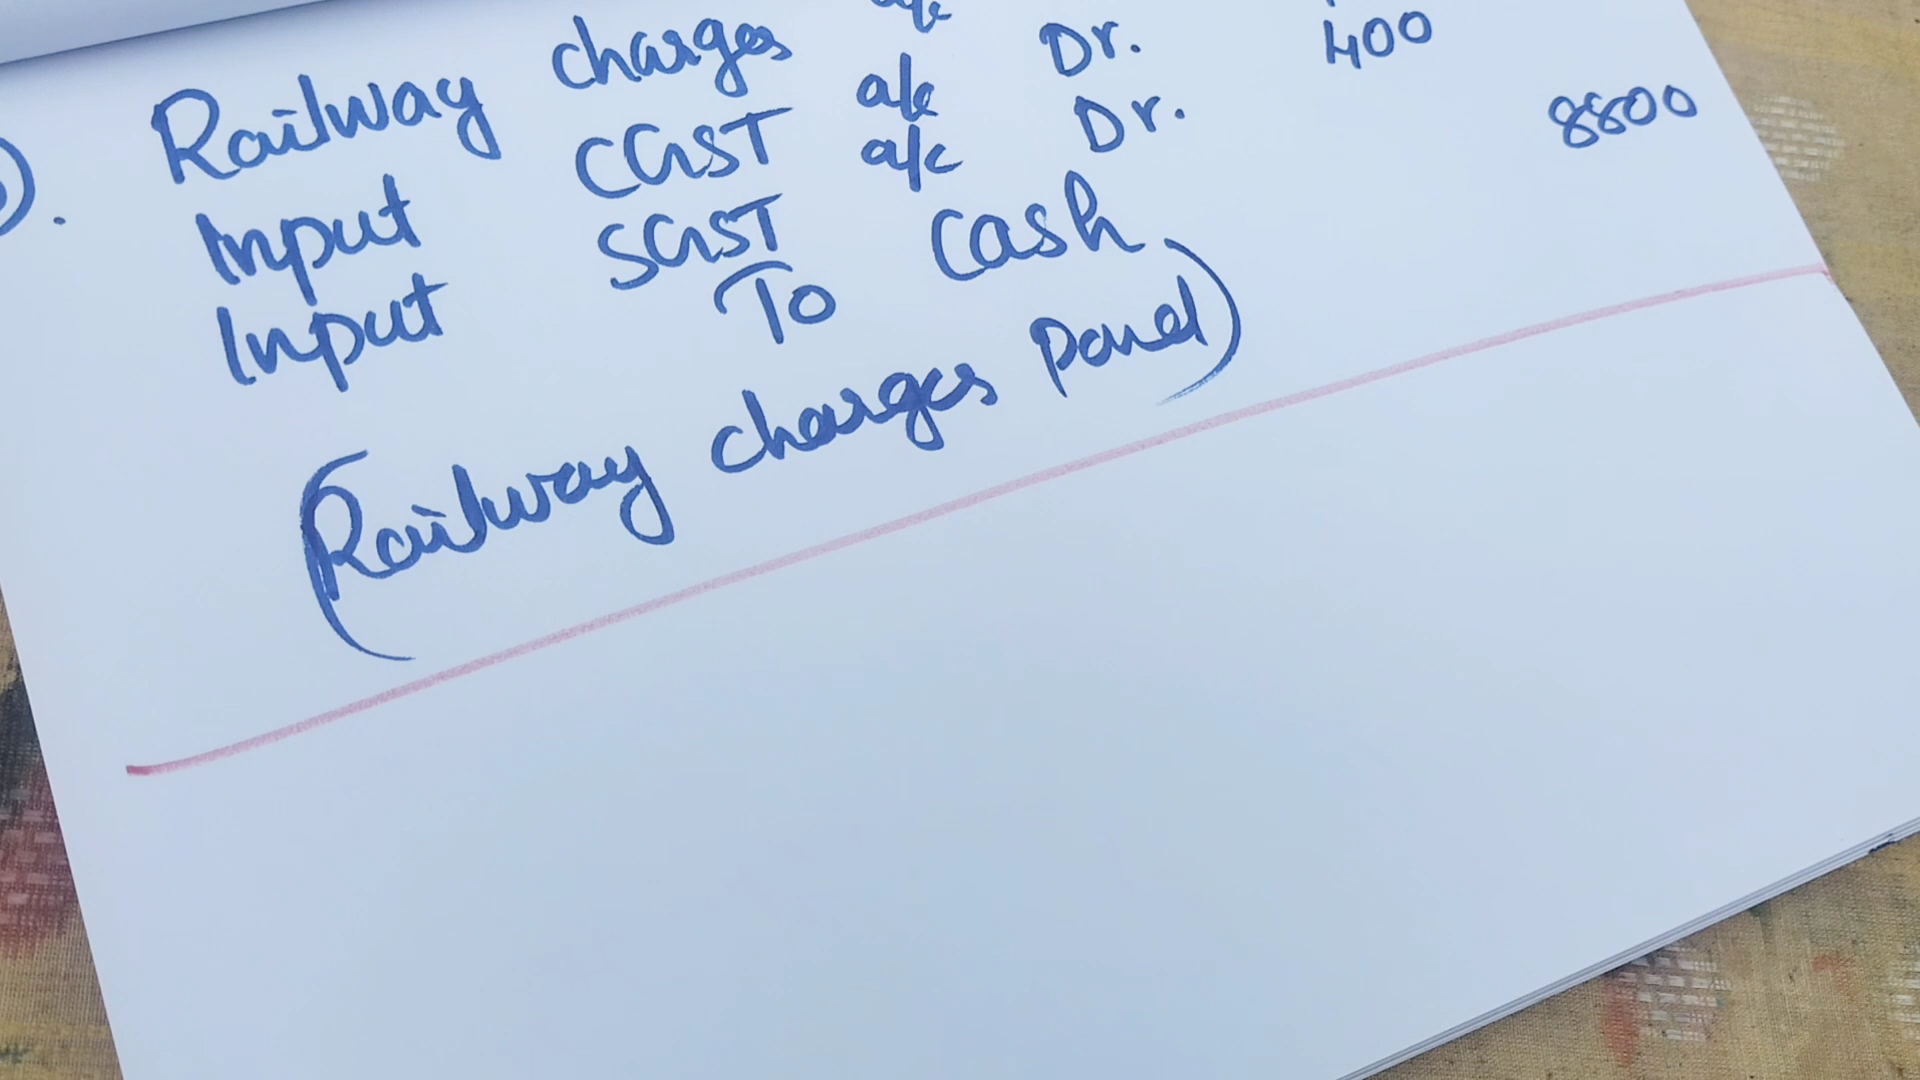 Railway charges a/c
Input CGST a/c Dr. 400
Input SGST a/c Dr.
To Cash 8800
(Railway charges paid)